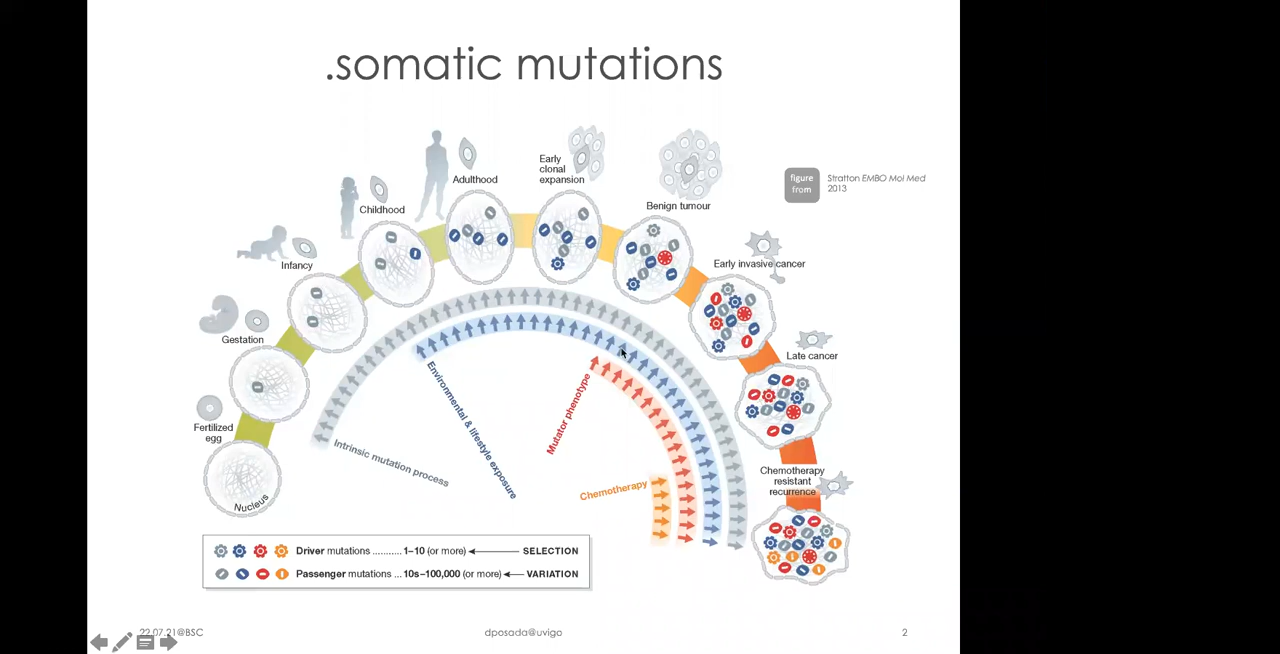 .somatic mutations
figure
from
Stratton EMBO Mol Med
2013
Early
clonal
expansion
Adulthood
Benign tumour
Childhood
Early invasive cancer
Infancy
Gestation
Late cancer
Fertilized
egg
Nucleus
Intrinsic mutation process
Environmental & lifestyle exposure
Mutator phenotype
Chemotherapy
Chemotherapy
resistant
recurrence
Driver mutations ........... 1–10 (or more) SELECTION
Passenger mutations ... 10s–100,000 (or more) VARIATION
22.07.21@BSC
dposada@uvigo
2